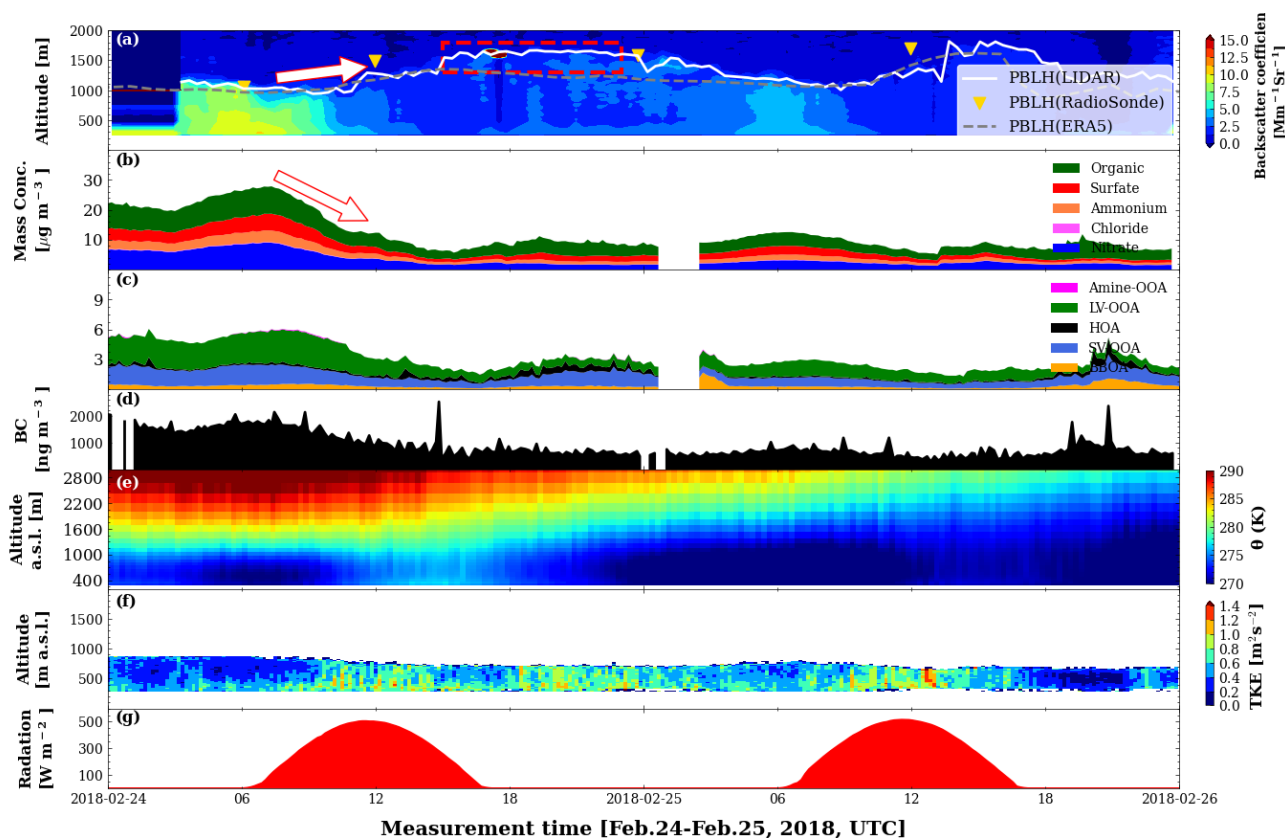 (a)
2000
1500
1000
500
Altitude [m]
PBLH(LIDAR)
PBLH(RadioSonde)
PBLH(ERA5)
15.0
12.5
10.0
7.5
5.0
2.5
0.0
Backscatter coefficien
[Mm⁻¹Sr⁻¹]
(b)
30
20
10
Mass Conc.
[μg m⁻³]
Organic
Surfate
Ammonium
Chloride
Nitrate
(c)
9
6
3
Amine-OOA
LV-OOA
HOA
SV-OOA
BBOA
(d)
2000
1000
BC
[ng m⁻³]
(e)
2800
2200
1600
1000
400
Altitude
a.s.l. [m]
290
285
280
275
270
θ (K)
(f)
1500
1000
500
Altitude
[m a.s.l.]
1.4
1.2
1.0
0.8
0.6
0.4
0.2
0.0
TKE [m²s⁻²]
(g)
500
300
100
Radation
[W m⁻²]
2018-02-24 06 12 18 2018-02-25 06 12 18 2018-02-26
Measurement time [Feb.24-Feb.25, 2018, UTC]